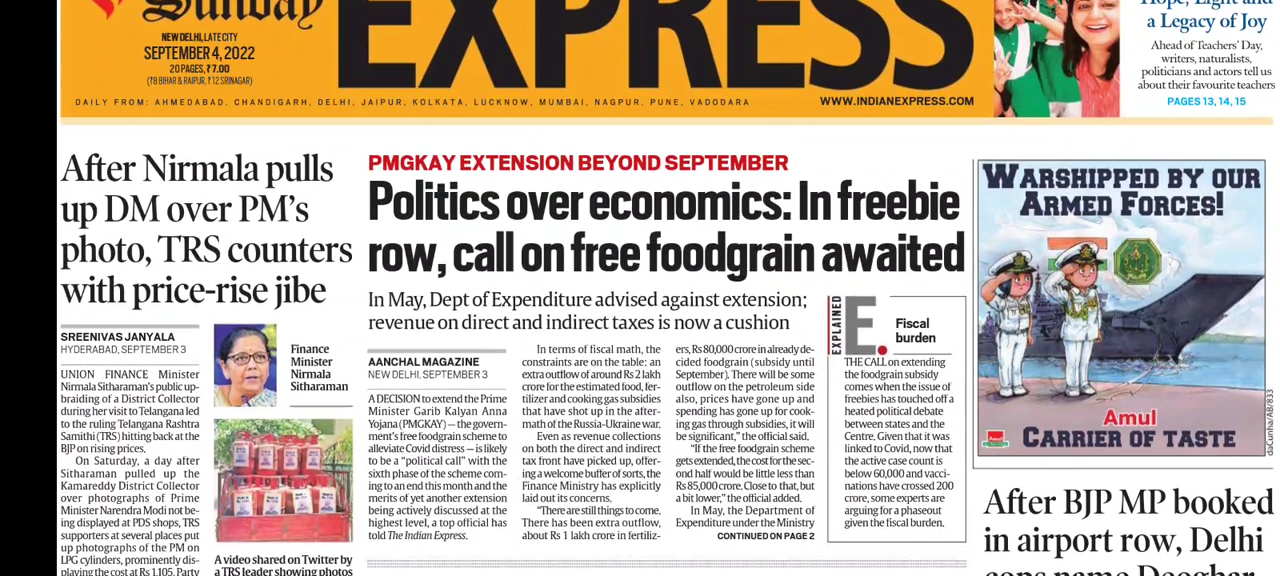 Sunday
EXPRESS
NEW DELHI, LATE CITY
SEPTEMBER 4, 2022
20 PAGES, ₹7.00
(₹8 BIHAR & RAIPUR, ₹12 SRINAGAR)
DAILY FROM: AHMEDABAD, CHANDIGARH, DELHI, JAIPUR, KOLKATA, LUCKNOW, MUMBAI, NAGPUR, PUNE, VADODARA
WWW.INDIANEXPRESS.COM
Hope, Light and
a Legacy of Joy
Ahead of Teachers' Day,
writers, naturalists,
politicians and actors tell us
about their favourite teachers
PAGES 13, 14, 15
After Nirmala pulls
up DM over PM's
photo, TRS counters
with price-rise jibe
SREENIVAS JANYALA
HYDERABAD, SEPTEMBER 3
UNION FINANCE Minister
Nirmala Sitharaman's public up-
braiding of a District Collector
during her visit to Telangana led
to the ruling Telangana Rashtra
Samithi (TRS) hitting back at the
BJP on rising prices.
On Saturday, a day after
Sitharaman pulled up the
Kamareddy District Collector
over photographs of Prime
Minister Narendra Modi not be-
ing displayed at PDS shops, TRS
supporters at several places put
up photographs of the PM on
LPG cylinders, prominently dis-
playing the cost at Rs 1,105. Party
Finance
Minister
Nirmala
Sitharaman
A video shared on Twitter by
a TRS leader showing photos
PMGKAY EXTENSION BEYOND SEPTEMBER
Politics over economics: In freebie
row, call on free foodgrain awaited
In May, Dept of Expenditure advised against extension;
revenue on direct and indirect taxes is now a cushion
AANCHAL MAGAZINE
NEW DELHI, SEPTEMBER 3
A DECISION to extend the Prime
Minister Garib Kalyan Anna
Yojana (PMGKAY) — the govern-
ment's free foodgrain scheme to
alleviate Covid distress — is likely
to be a "political call" with the
sixth phase of the scheme com-
ing to an end this month and the
merits of yet another extension
being actively discussed at the
highest level, a top official has
told The Indian Express.
In terms of fiscal math, the
constraints are on the table: an
extra outflow of around Rs 2 lakh
crore for the estimated food, fer-
tilizer and cooking gas subsidies
that have shot up in the after-
math of the Russia-Ukraine war.
Even as revenue collections
on both the direct and indirect
tax front have picked up, offer-
ing a welcome buffer of sorts, the
Finance Ministry has explicitly
laid out its concerns.
"There are still things to come.
There has been extra outflow,
about Rs 1 lakh crore in fertiliz-
ers, Rs 80,000 crore in already de-
cided foodgrain (subsidy until
September). There will be some
outflow on the petroleum side
also, prices have gone up and
spending has gone up for cook-
ing gas through subsidies, it will
be significant," the official said.
"If the free foodgrain scheme
gets extended, the cost for the sec-
ond half would be little less than
Rs 85,000 crore. Close to that, but
a bit lower," the official added.
In May, the Department of
Expenditure under the Ministry
CONTINUED ON PAGE 2
EXPLAINED
E.
Fiscal
burden
THE CALL on extending
the foodgrain subsidy
comes when the issue of
freebies has touched off a
heated political debate
between states and the
Centre. Given that it was
linked to Covid, now that
the active case count is
below 60,000 and vacci-
nations have crossed 200
crore, some experts are
arguing for a phaseout
given the fiscal burden.
WARSHIPPED BY OUR
ARMED FORCES!
Amul
CARRIER OF TASTE
daCunha/AB/833
After BJP MP booked
in airport row, Delhi
cops name Deoghar